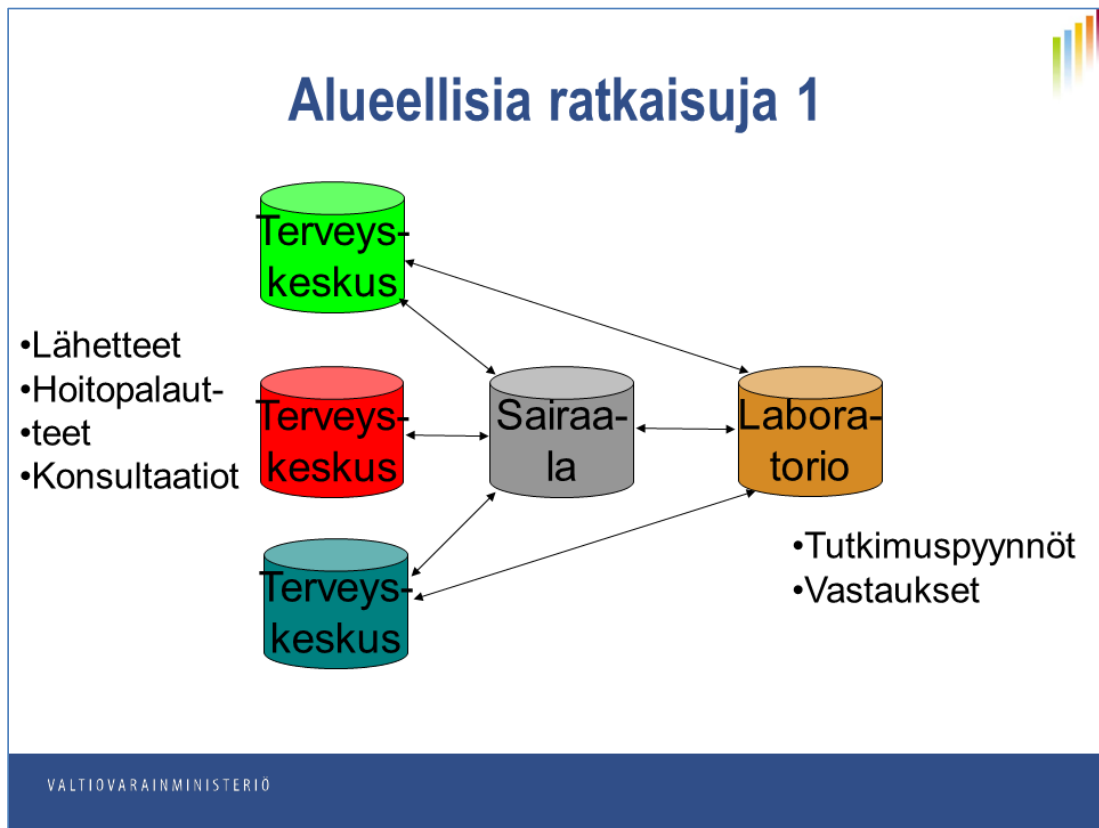 Alueellisia ratkaisuja 1
Terveys-
keskus
•Lähetteet
•Hoitopalaut-
•teet
•Konsultaatiot
Terveys-
keskus
Sairaa-
la
Labora-
torio
Terveys-
keskus
•Tutkimuspyynnöt
•Vastaukset
VALTIOVARAINMINISTERIÖ